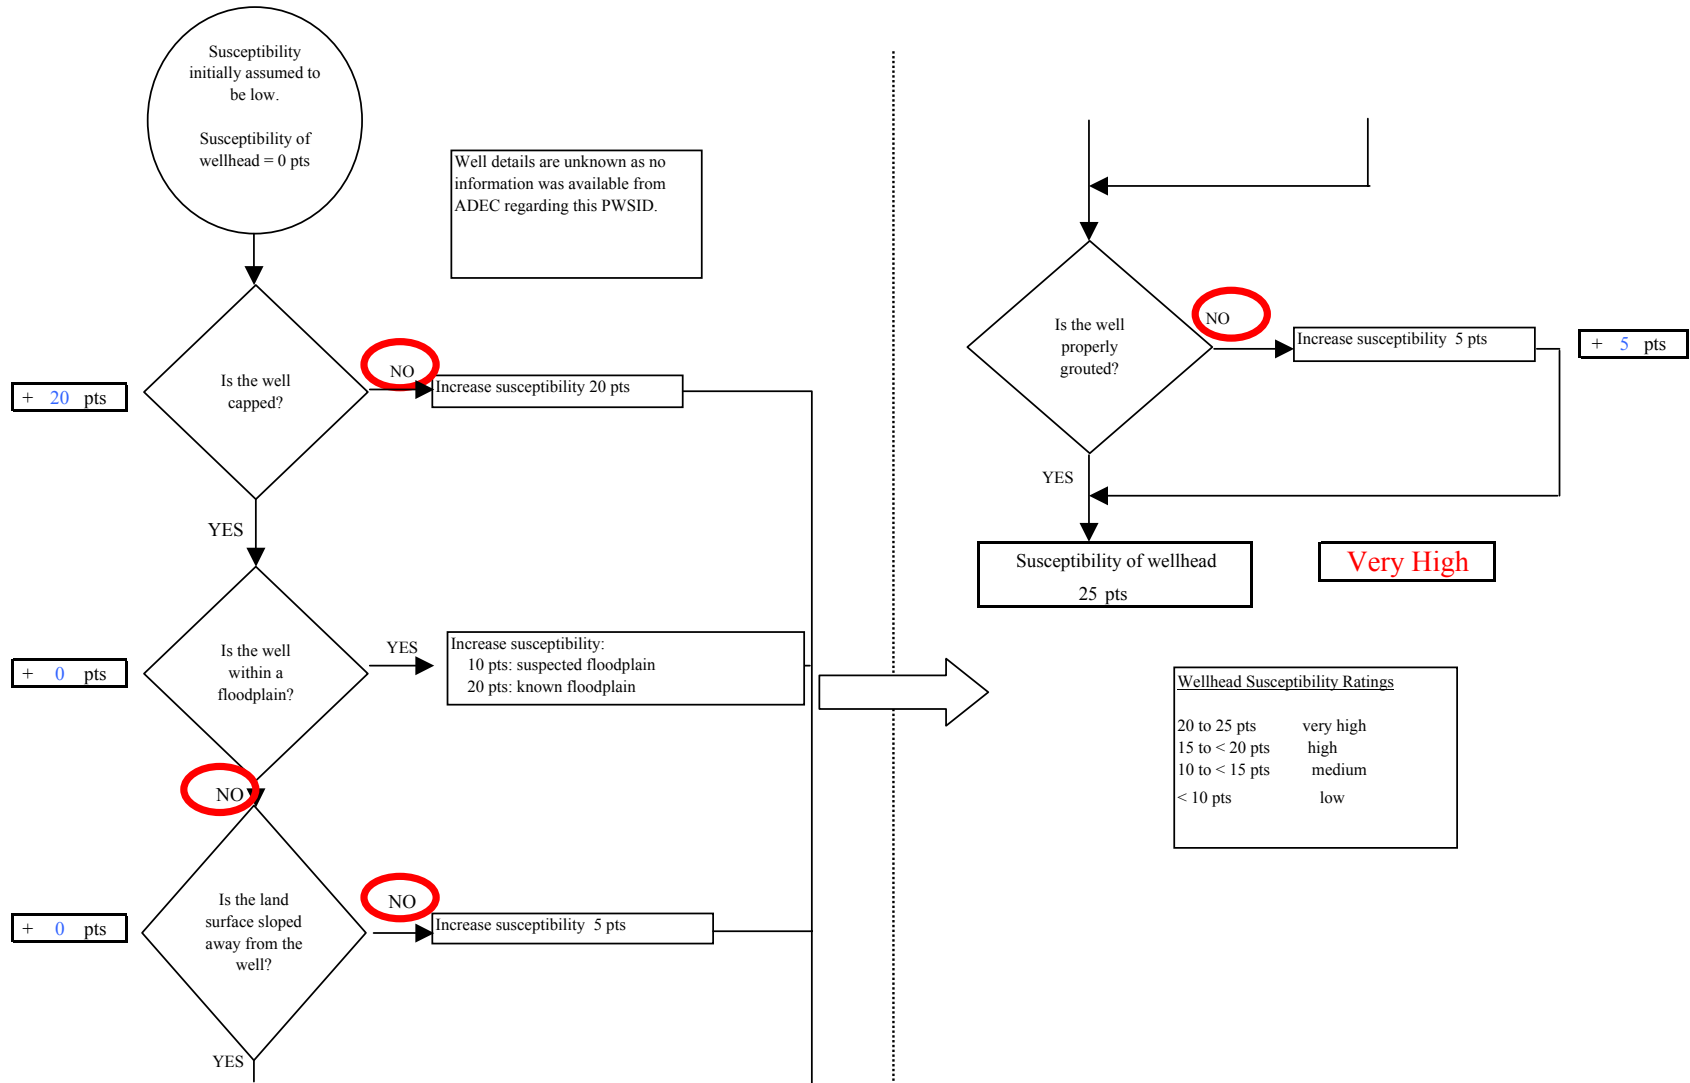 Susceptibility
initially assumed to
be low.
Susceptibility of
wellhead = 0 pts
Well details are unknown as no
information was available from
ADEC regarding this PWSID.
Is the well
capped?
NO
Increase susceptibility 20 pts
+ 20 pts
YES
Is the well
within a
floodplain?
YES
Increase susceptibility:
10 pts: suspected floodplain
20 pts: known floodplain
+ 0 pts
NO
Is the land
surface sloped
away from the
well?
NO
Increase susceptibility 5 pts
+ 0 pts
YES
Is the well
properly
grouted?
NO
Increase susceptibility 5 pts
+ 5 pts
YES
Susceptibility of wellhead
25 pts
Very High
Wellhead Susceptibility Ratings
20 to 25 pts very high
15 to < 20 pts high
10 to < 15 pts medium
< 10 pts low